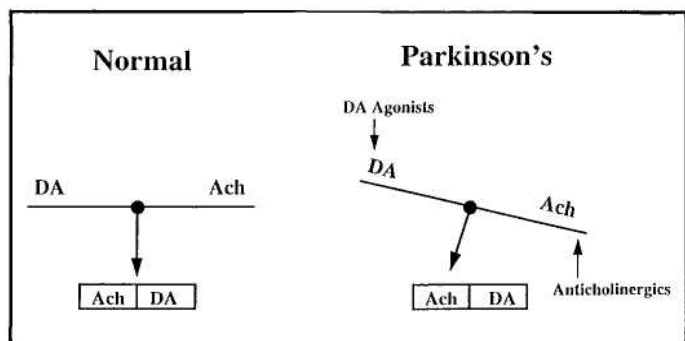 Normal
DA Ach
Ach DA
Parkinson's
DA Agonists
DA
Ach
Anticholinergics
Ach DA